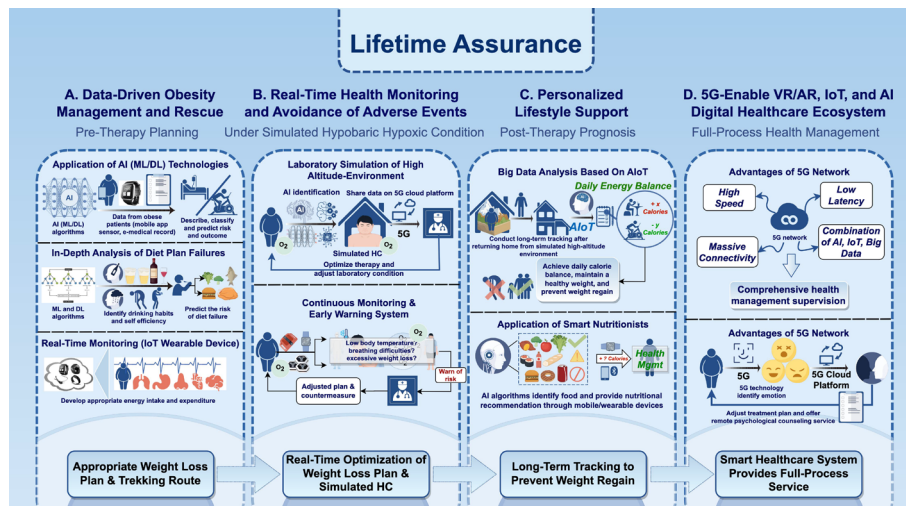 Lifetime Assurance
A. Data-Driven Obesity
Management and Rescue
Pre-Therapy Planning
Application of AI (ML/DL) Technologies
AI
AI (ML/DL)
algorithms
Data from obese
patients (mobile app
sensor, e-medical record)
Describe, classify
and predict risk
and outcome
In-Depth Analysis of Diet Plan Failures
ML and DL
algorithms
Identify drinking habits
and self efficiency
Predict the risk
of diet failure
Real-Time Monitoring (IoT Wearable Device)
Develop appropriate energy intake and expenditure
Appropriate Weight Loss
Plan & Trekking Route
B. Real-Time Health Monitoring
and Avoidance of Adverse Events
Under Simulated Hypobaric Hypoxic Condition
Laboratory Simulation of High
Altitude-Environment
AI identification
Share data on 5G cloud platform
AI
5G
O2
O2
Simulated HC
Optimize therapy and
adjust laboratory condition
Continuous Monitoring &
Early Warning System
O2
Low body temperature?
breathing difficulties?
excessive weight loss?
O2
Warn of
risk
Adjusted plan &
countermeasure
Real-Time Optimization of
Weight Loss Plan &
Simulated HC
C. Personalized
Lifestyle Support
Post-Therapy Prognosis
Big Data Analysis Based On AIoT
Daily Energy Balance
AIoT
+ x
Calories
- y
Calories
Conduct long-term tracking after
returning home from simulated high-altitude
environment
Achieve daily calorie
balance, maintain a
healthy weight, and
prevent weight regain
Application of Smart Nutritionists
+ ? Calories
Health
Mgmt
AI algorithms identify food and provide nutritional
recommendation through mobile/wearable devices
Long-Term Tracking to
Prevent Weight Regain
D. 5G-Enable VR/AR, IoT, and AI
Digital Healthcare Ecosystem
Full-Process Health Management
Advantages of 5G Network
High
Speed
Low
Latency
5G network
Massive
Connectivity
Combination
of AI, IoT, Big
Data
Comprehensive health
management supervision
Advantages of 5G Network
5G
5G technology
identify emotion
5G Cloud
Platform
Adjust treatment plan and offer
remote psychological counseling service
Smart Healthcare System
Provides Full-Process
Service